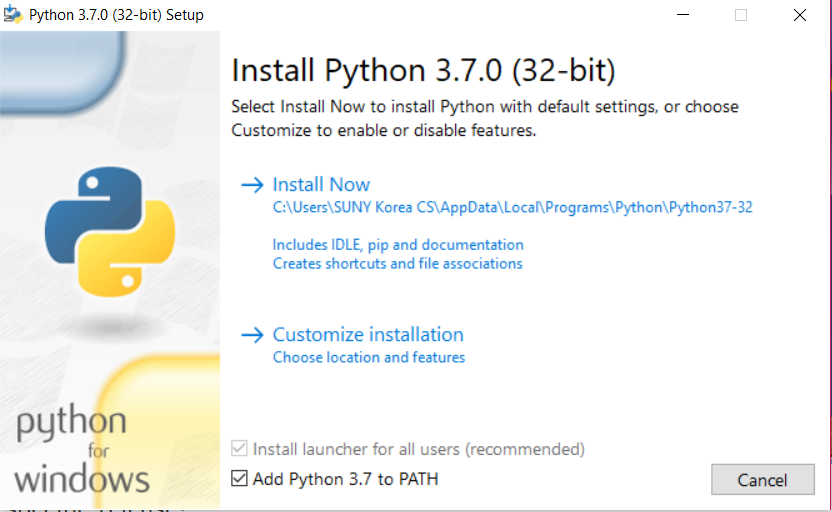 Python 3.7.0 (32-bit) Setup
Install Python 3.7.0 (32-bit)
Select Install Now to install Python with default settings, or choose
Customize to enable or disable features.
Install Now
C:\Users\SUNY Korea CS\AppData\Local\Programs\Python\Python37-32
Includes IDLE, pip and documentation
Creates shortcuts and file associations
Customize installation
Choose location and features
python
for
windows
Install launcher for all users (recommended)
Add Python 3.7 to PATH
Cancel